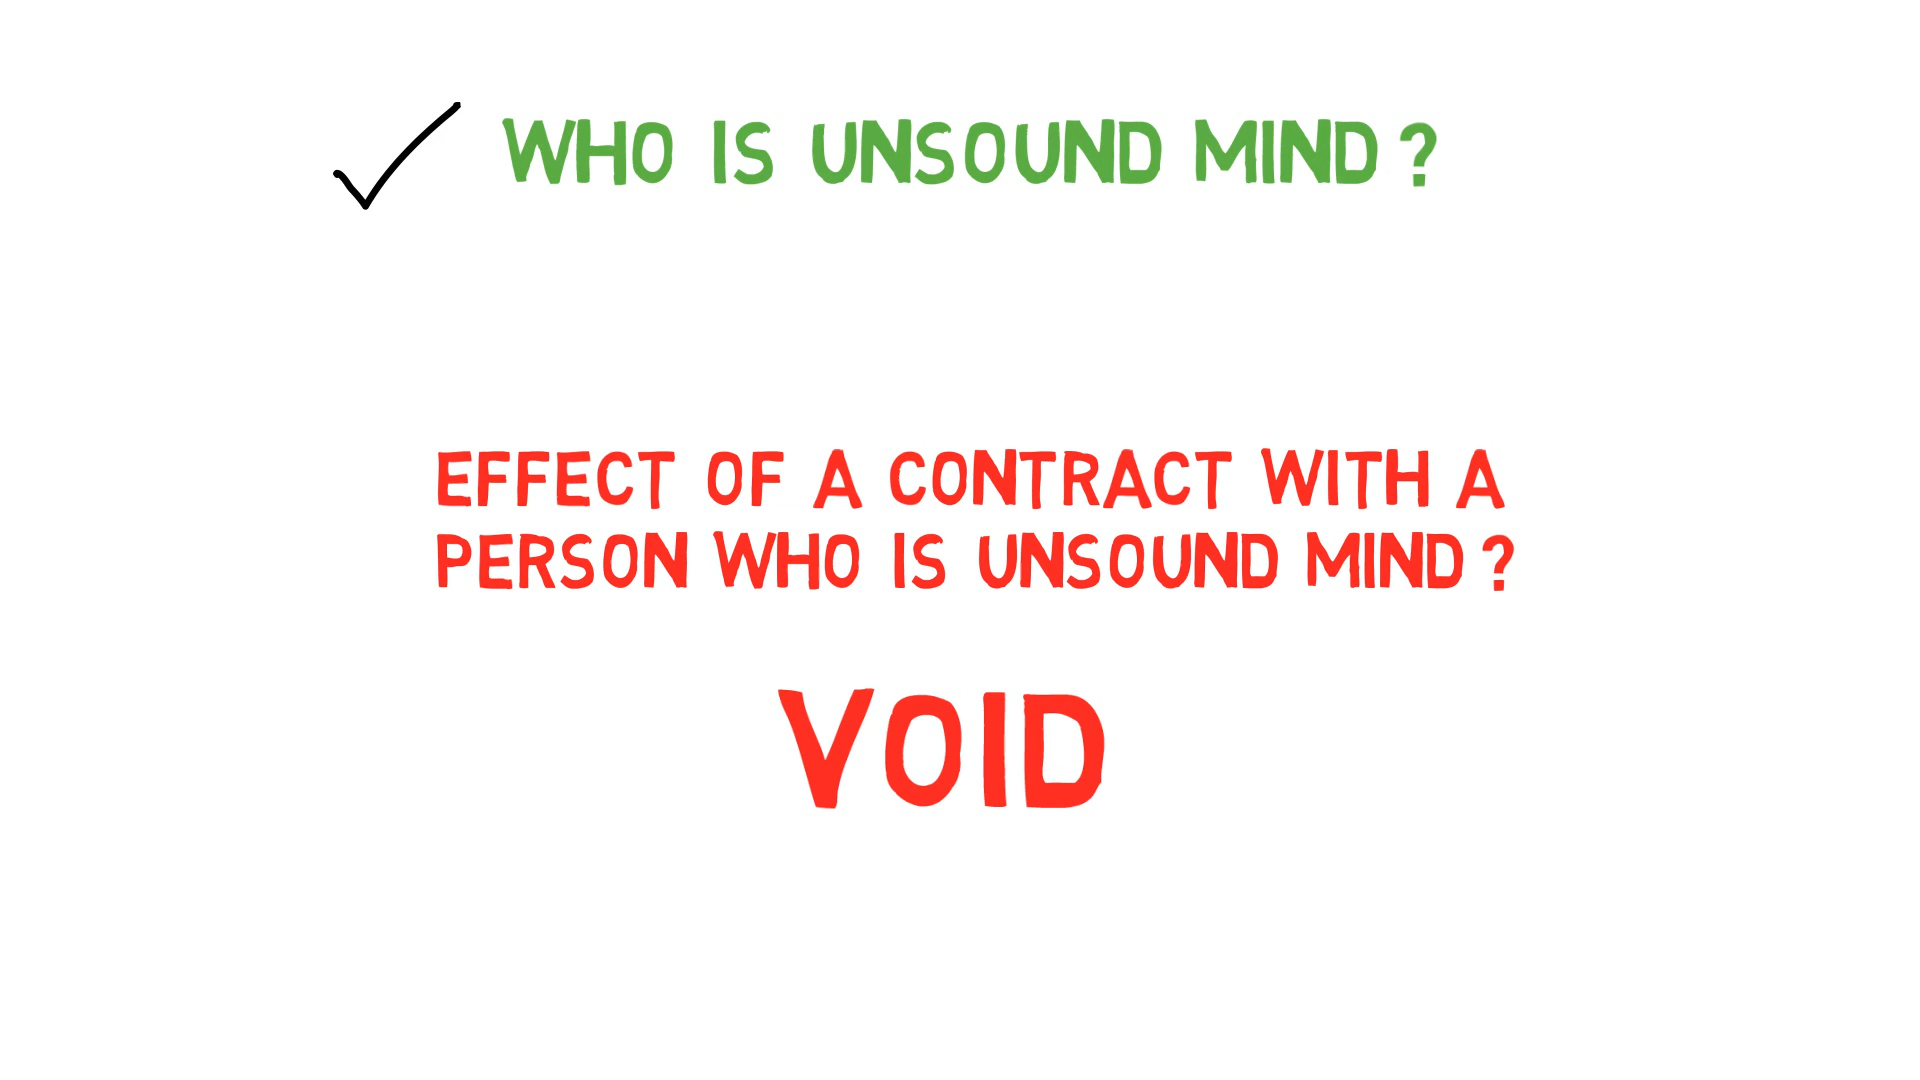 WHO IS UNSOUND MIND ?
EFFECT OF A CONTRACT WITH A
PERSON WHO IS UNSOUND MIND ?
VOID